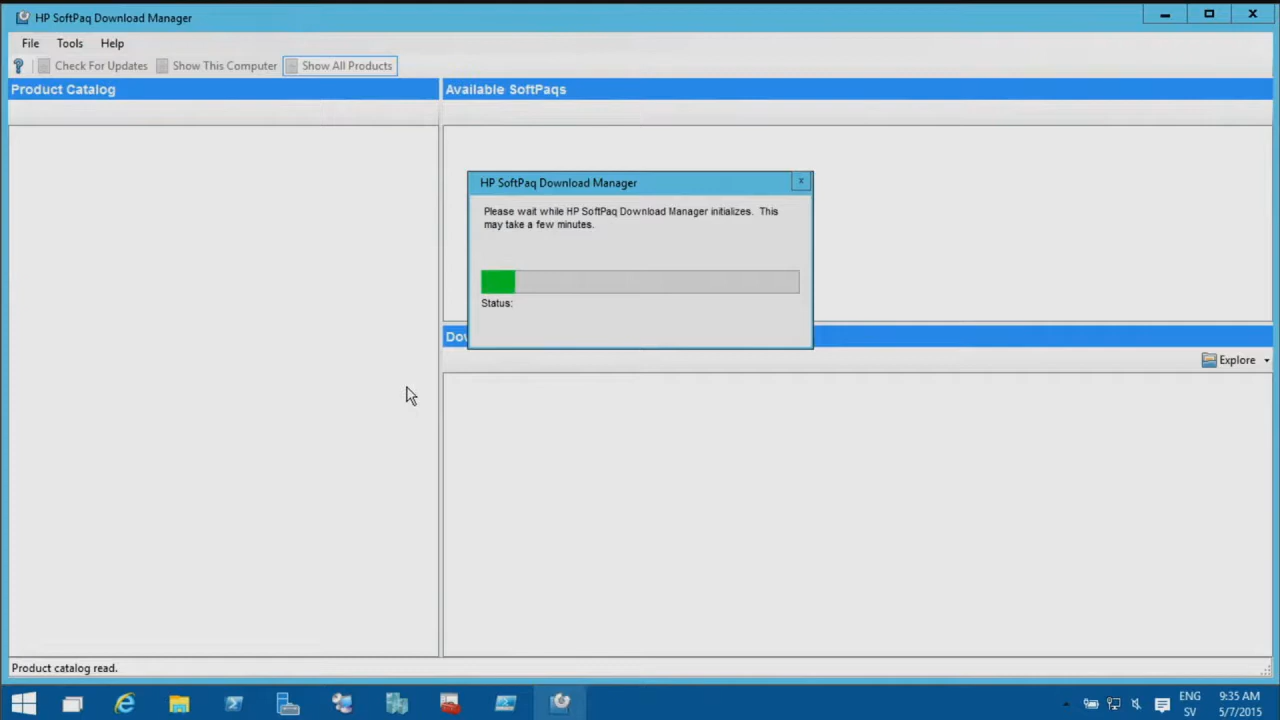 HP SoftPaq Download Manager
File Tools Help
? Check For Updates Show This Computer Show All Products
Product Catalog
Available SoftPaqs
HP SoftPaq Download Manager
x
Please wait while HP SoftPaq Download Manager initializes. This
may take a few minutes.
Status:
Dow
Explore
Product catalog read.
ENG
SV
9:35 AM
5/7/2015